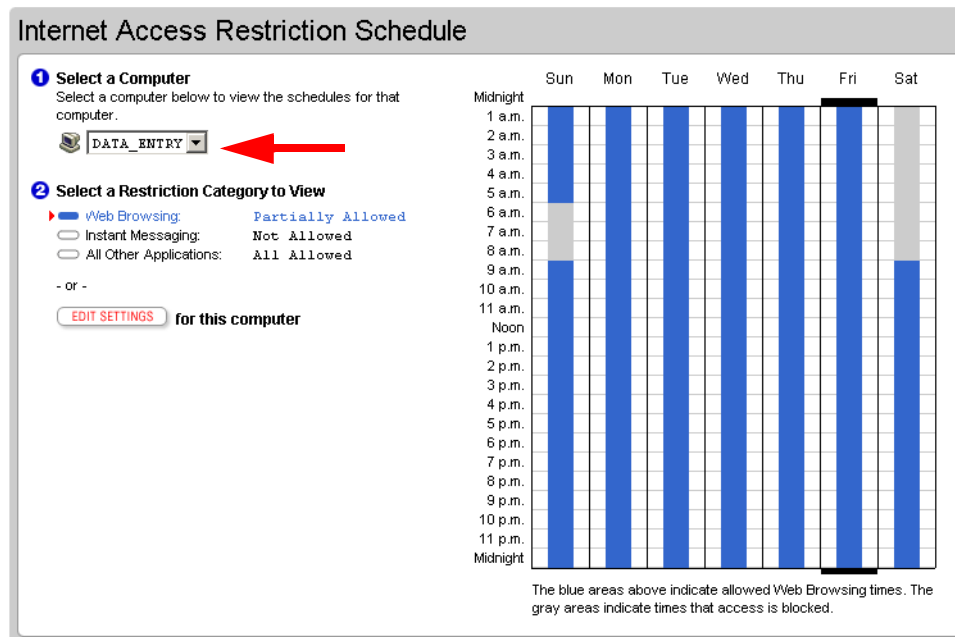 Internet Access Restriction Schedule
1 Select a Computer
Select a computer below to view the schedules for that
computer.
DATA_ENTRY
2 Select a Restriction Category to View
Web Browsing: Partially Allowed
Instant Messaging: Not Allowed
All Other Applications: All Allowed
- or -
EDIT SETTINGS for this computer
Sun Mon Tue Wed Thu Fri Sat
Midnight
1 a.m.
2 a.m.
3 a.m.
4 a.m.
5 a.m.
6 a.m.
7 a.m.
8 a.m.
9 a.m.
10 a.m.
11 a.m.
Noon
1 p.m.
2 p.m.
3 p.m.
4 p.m.
5 p.m.
6 p.m.
7 p.m.
8 p.m.
9 p.m.
10 p.m.
11 p.m.
Midnight
The blue areas above indicate allowed Web Browsing times. The
gray areas indicate times that access is blocked.